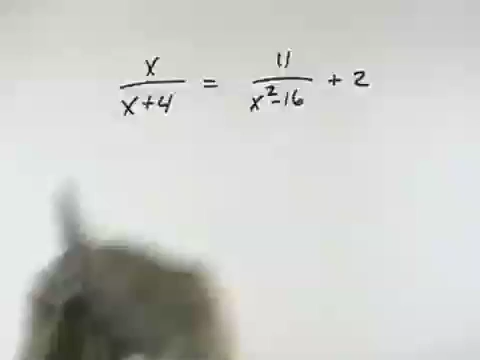 x/(x+4) = 11/(x²-16) + 2